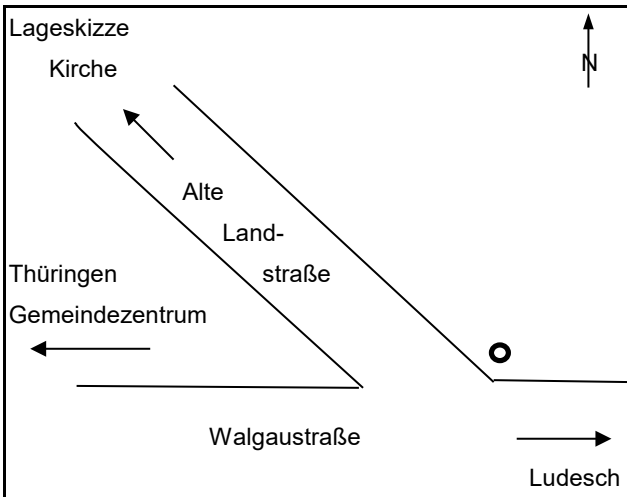 Lageskizze
Kirche
N
Alte
Land-
straße
Thüringen
Gemeindezentrum
Walgaustraße
Ludesch